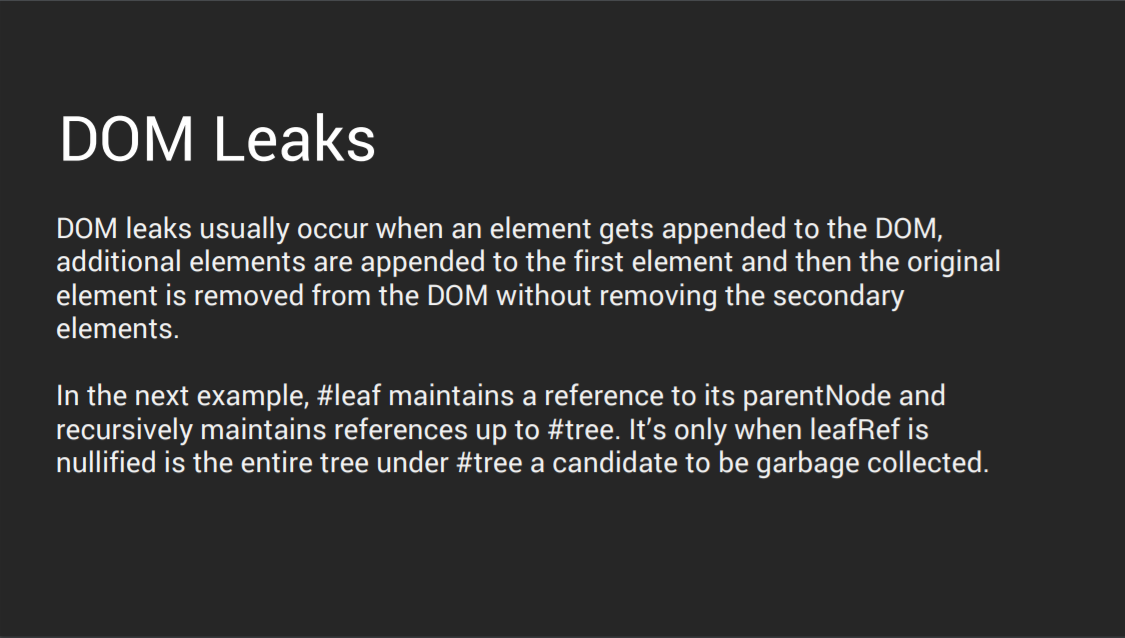 DOM Leaks
DOM leaks usually occur when an element gets appended to the DOM,
additional elements are appended to the first element and then the original
element is removed from the DOM without removing the secondary
elements.
In the next example, #leaf maintains a reference to its parentNode and
recursively maintains references up to #tree. It’s only when leafRef is
nullified is the entire tree under #tree a candidate to be garbage collected.